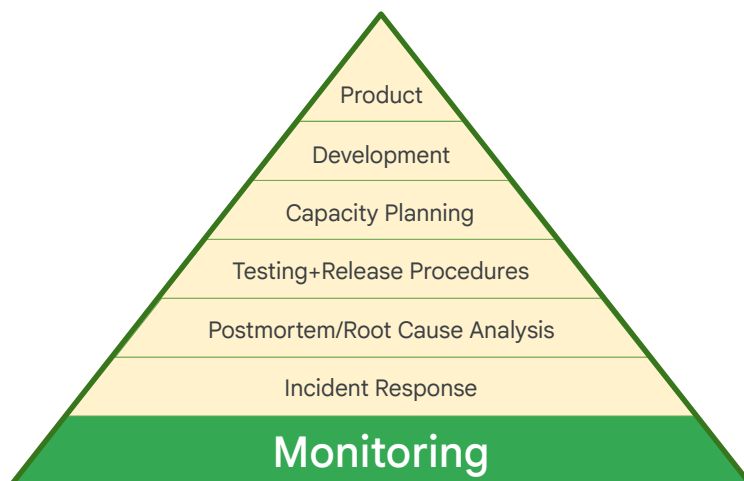 Product
Development
Capacity Planning
Testing+Release Procedures
Postmortem/Root Cause Analysis
Incident Response
Monitoring